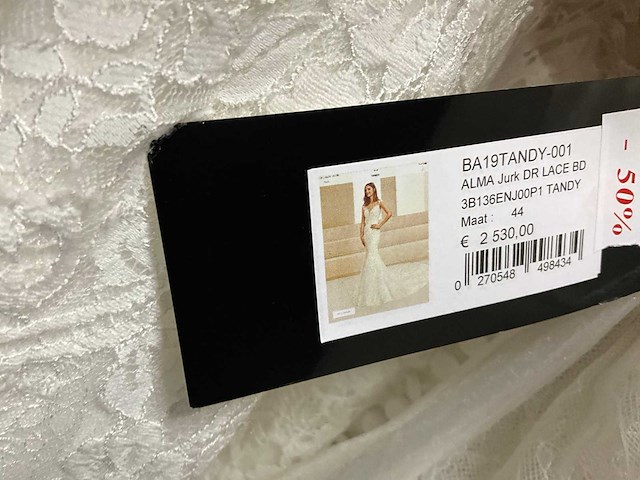 BA19TANDY-001
ALMA Jurk DR LACE BD
3B136ENJ00P1 TANDY
Maat : 44
€ 2 530,00
0 270548 498434
- 50%